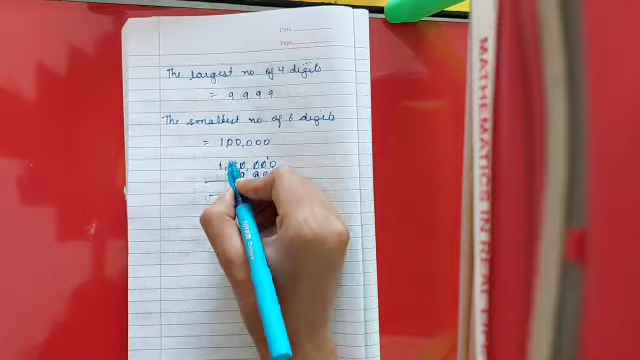 Date
Page
The largest no of 4 digits
= 9999
The smallest no of 6 digits
= 100,000
MATHEMATICS IN REAL